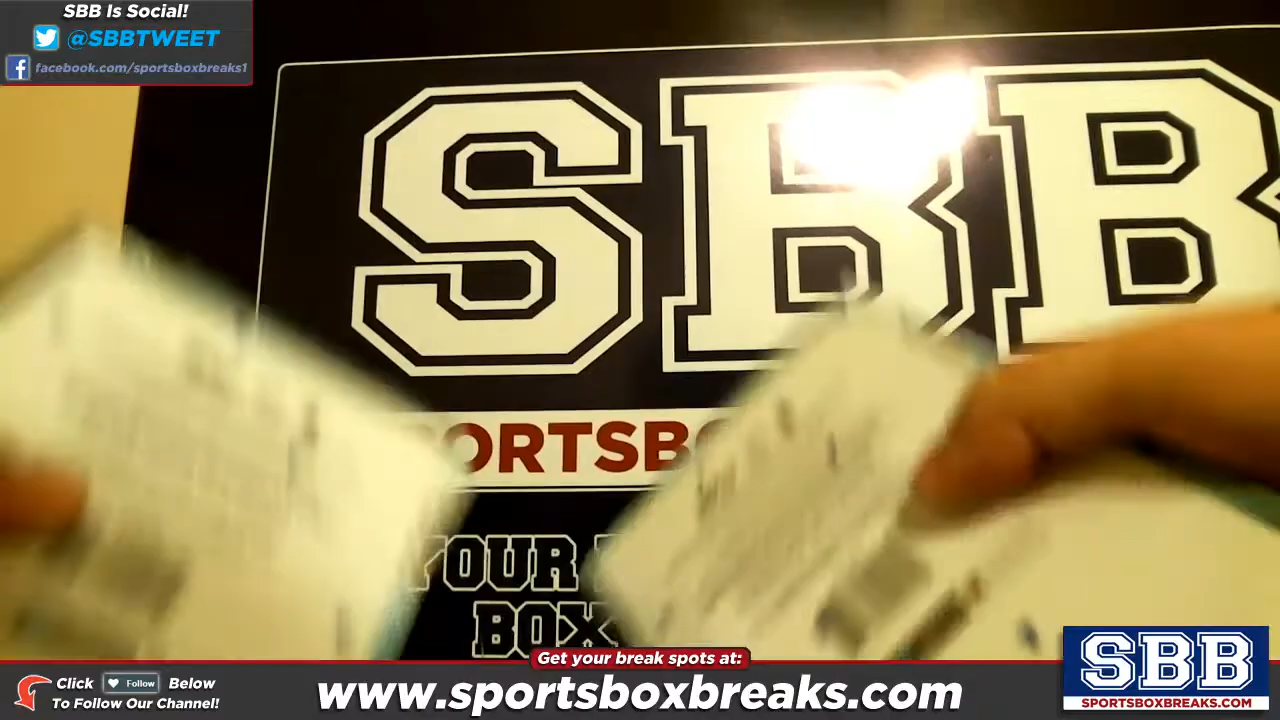 SBB Is Social!
@SBBTWEET
facebook.com/sportsboxbreaks1
SBB
ORTSB
YOUR
BOX
Get your break spots at:
Click Follow Below
To Follow Our Channel!
www.sportsboxbreaks.com
SBB
SPORTSBOXBREAKS.COM